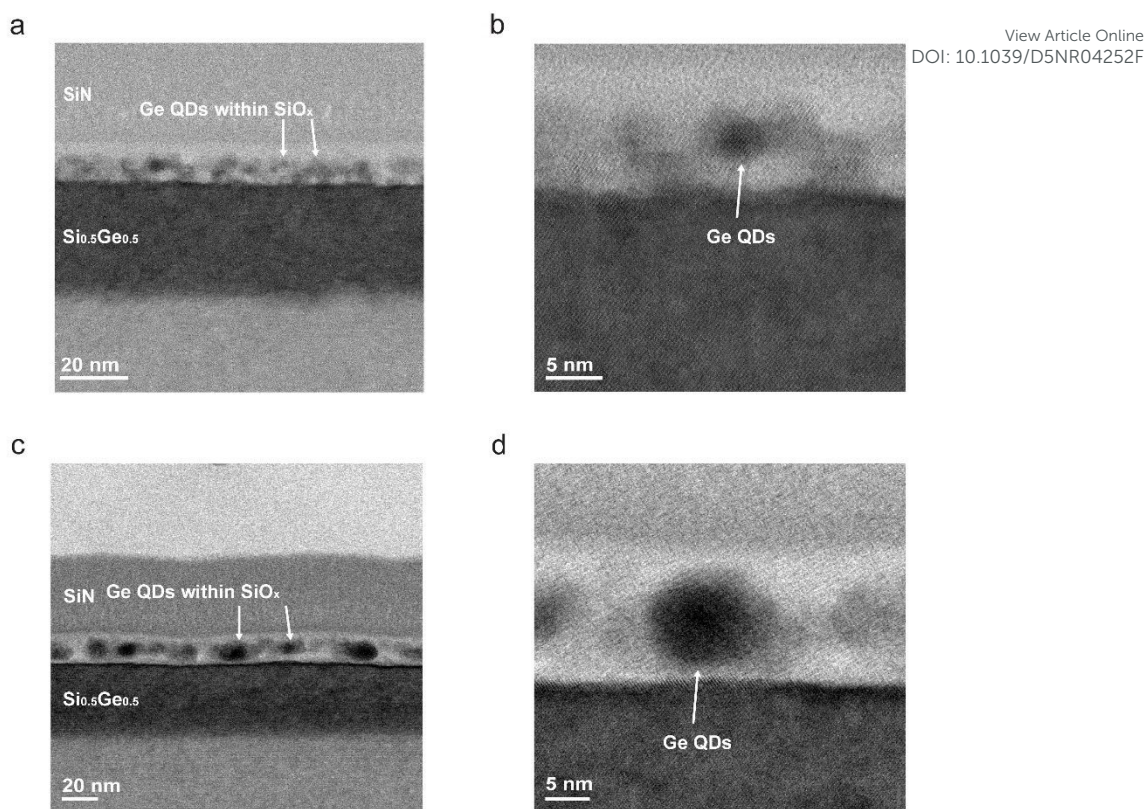 a
b
View Article Online
DOI: 10.1039/D5NR04252F
SiN
Ge QDs within SiOₓ
Si₀.₅Ge₀.₅
20 nm
Ge QDs
5 nm
c
d
SiN
Ge QDs within SiOₓ
Si₀.₅Ge₀.₅
20 nm
Ge QDs
5 nm